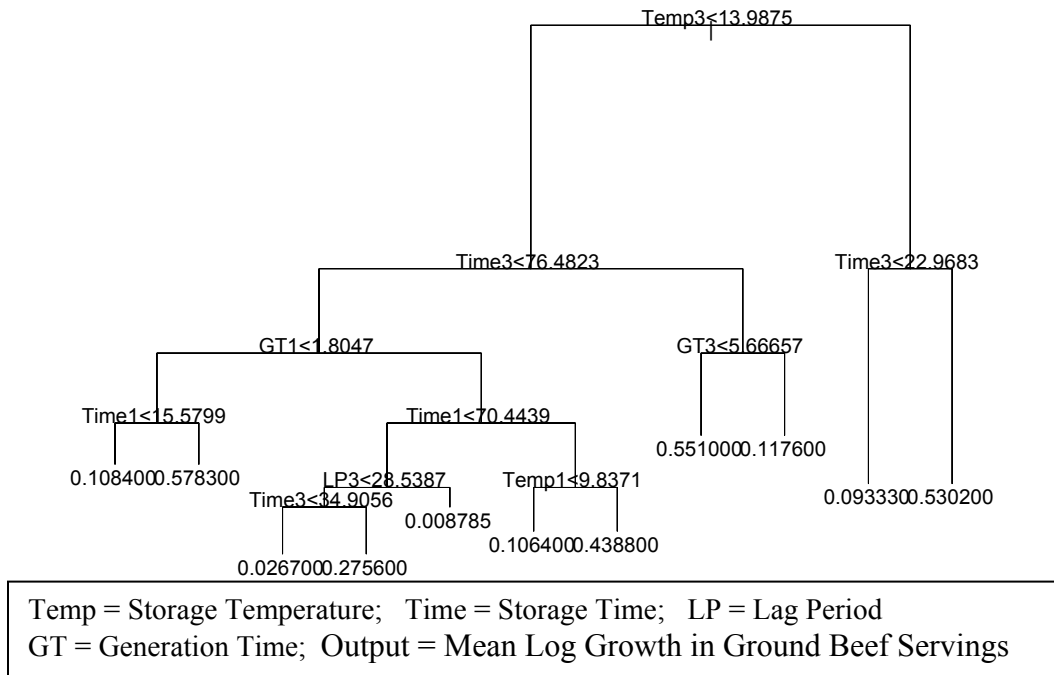 Temp3<13.9875
Time3<76.4823 Time3<22.9683
GT1<1.8047 GT3<5.66657
Time1<15.5799 Time1<70.4439
0.551000 0.117600
0.108400 0.578300 LP3<28.5387 Temp1<9.8371
0.093330 0.530200
Time3<34.9056 0.008785
0.106400 0.438800
0.026700 0.275600
Temp = Storage Temperature; Time = Storage Time; LP = Lag Period
GT = Generation Time; Output = Mean Log Growth in Ground Beef Servings